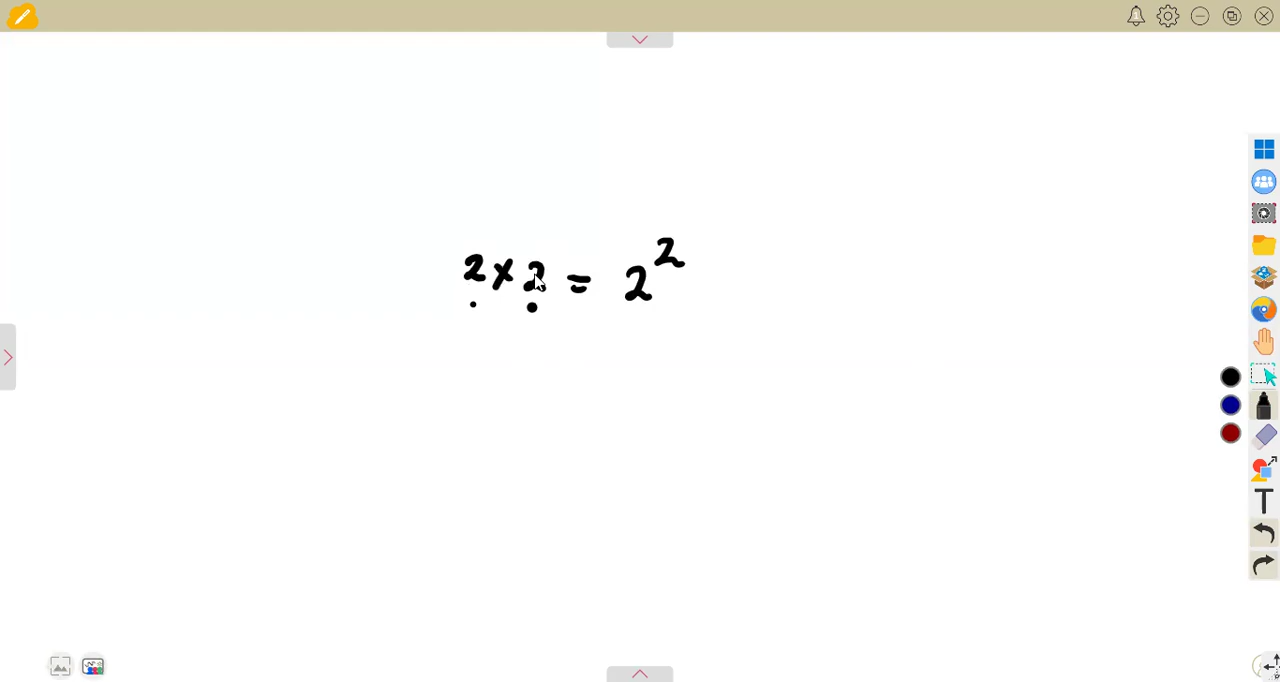 2 × 2 = 2²